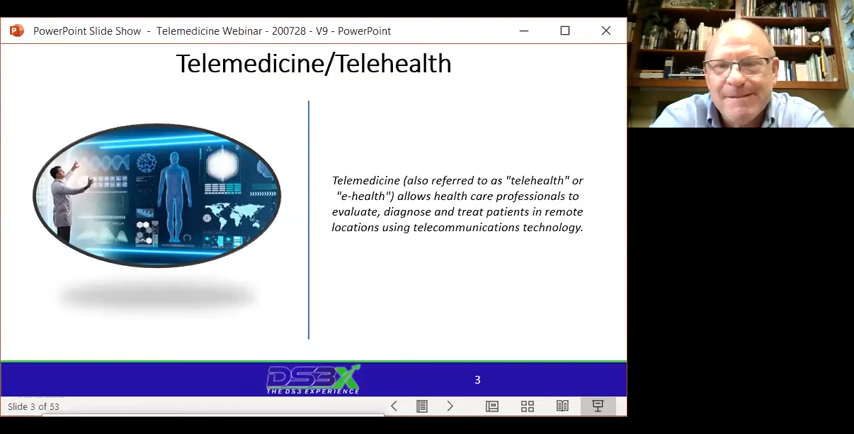 PowerPoint Slide Show - Telemedicine Webinar - 200728 - V9 - PowerPoint
Telemedicine/Telehealth
Telemedicine (also referred to as "telehealth" or
"e-health") allows health care professionals to
evaluate, diagnose and treat patients in remote
locations using telecommunications technology.
DS3X
THE DS3 EXPERIENCE
3
Slide 3 of 53